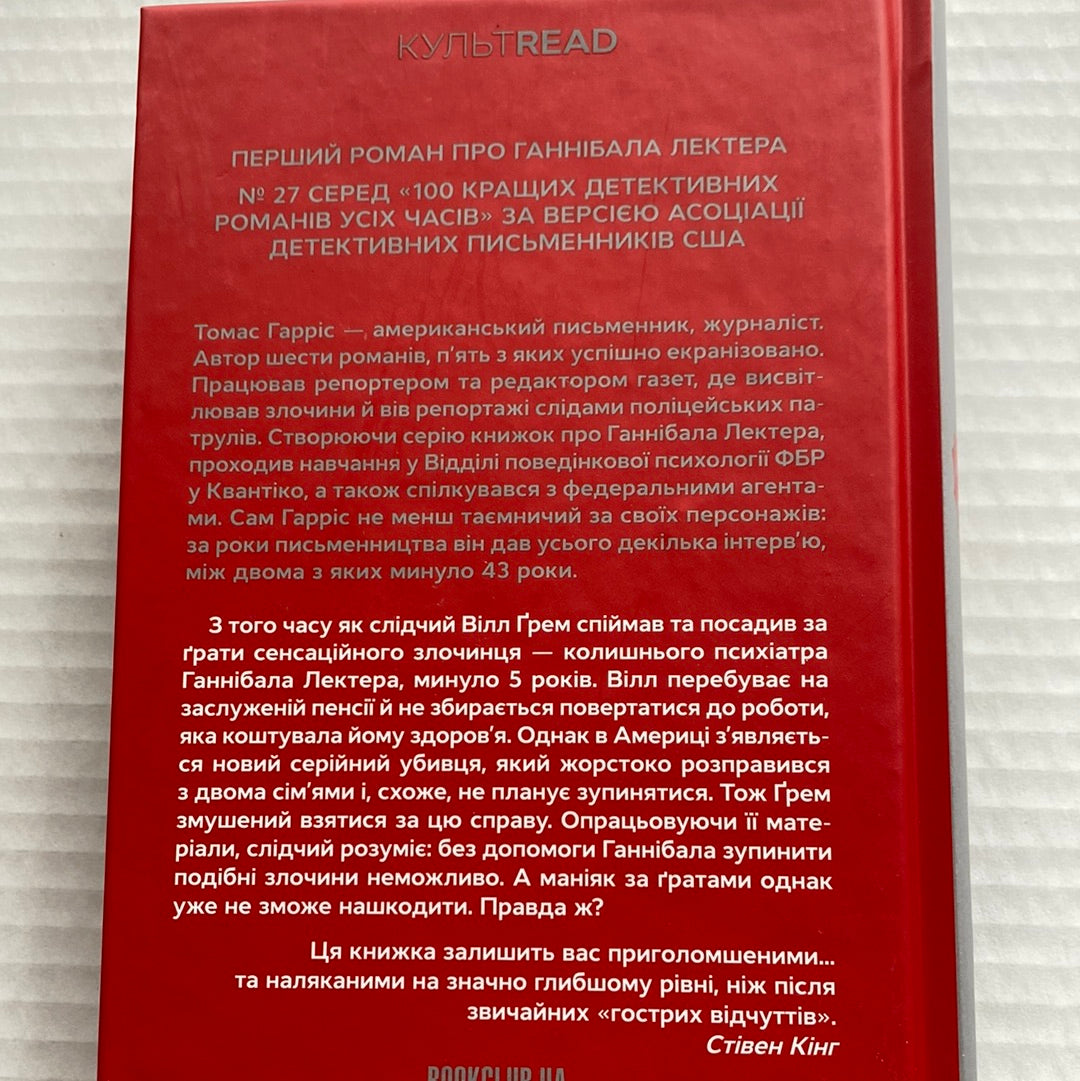 КУЛЬТREAD
ПЕРШИЙ РОМАН ПРО ГАННІБАЛА ЛЕКТЕРА
№ 27 СЕРЕД «100 КРАЩИХ ДЕТЕКТИВНИХ
РОМАНІВ УСІХ ЧАСІВ» ЗА ВЕРСІЄЮ АСОЦІАЦІЇ
ДЕТЕКТИВНИХ ПИСЬМЕННИКІВ США
Томас Гарріс — американський письменник, журналіст.
Автор шести романів, п’ять з яких успішно екранізовано.
Працював репортером та редактором газет, де висвіт-
лював злочини й вів репортажі слідами поліцейських па-
трулів. Створюючи серію книжок про Ганнібала Лектера,
проходив навчання у Відділі поведінкової психології ФБР
у Квантіко, а також спілкувався з федеральними агента-
ми. Сам Гарріс не менш таємничий за своїх персонажів:
за роки письменництва він дав усього декілька інтерв’ю,
між двома з яких минуло 43 роки.
З того часу як слідчий Вілл Ґрем спіймав та посадив за
ґрати сенсаційного злочинця — колишнього психіатра
Ганнібала Лектера, минуло 5 років. Вілл перебуває на
заслуженій пенсії й не збирається повертатися до роботи,
яка коштувала йому здоров’я. Однак в Америці з’являєть-
ся новий серійний убивця, який жорстоко розправився
з двома сім’ями і, схоже, не планує зупинятися. Тож Ґрем
змушений взятися за цю справу. Опрацьовуючи її мате-
ріали, слідчий розуміє: без допомоги Ганнібала зупинити
подібні злочини неможливо. А маніяк за ґратами однак
уже не зможе нашкодити. Правда ж?
Ця книжка залишить вас приголомшеними...
та наляканими на значно глибшому рівні, ніж після
звичайних «гострих відчуттів».
Стівен Кінг
BOOKCLUB.UA